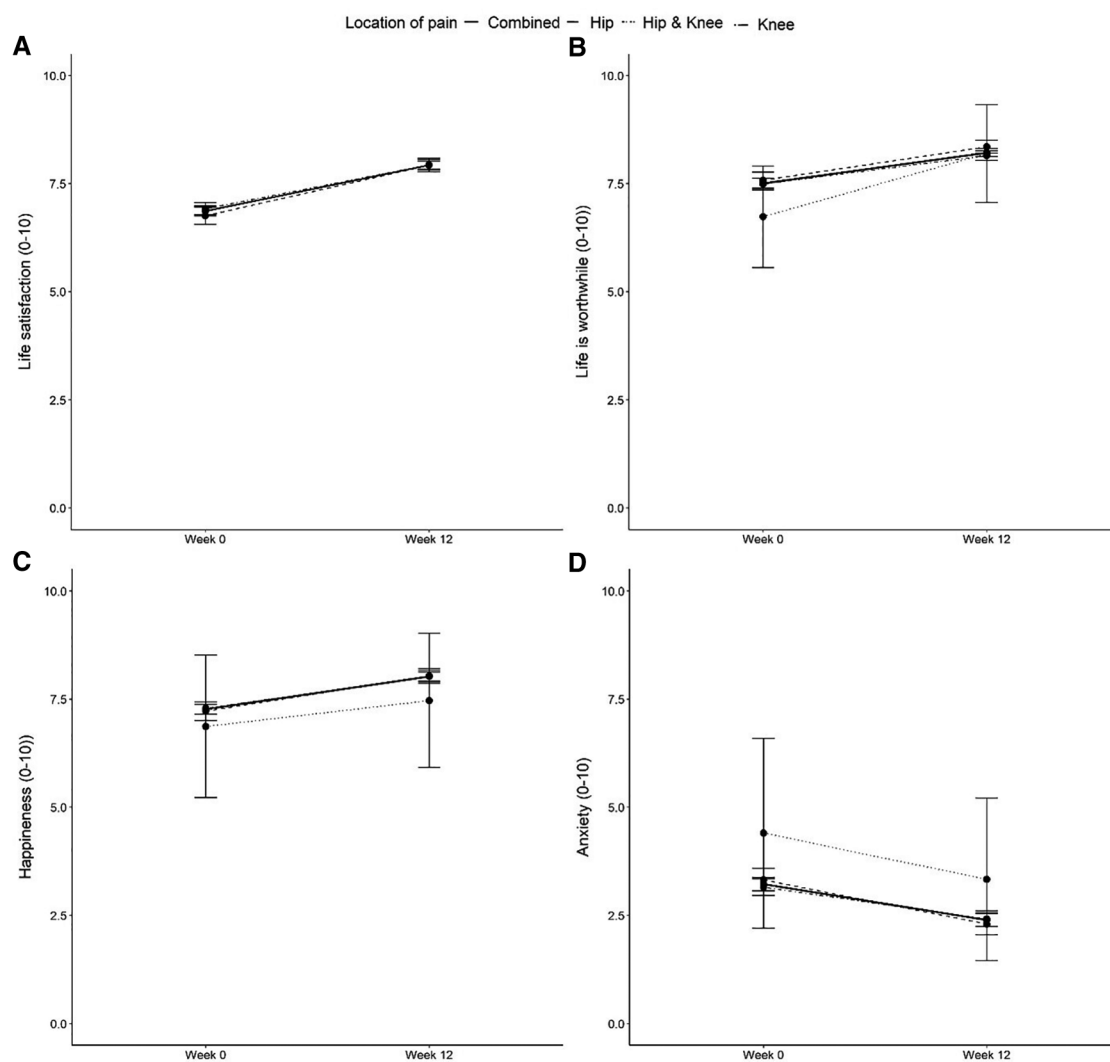 Location of pain Combined Hip Hip & Knee Knee
A
B
10.0
7.5
5.0
2.5
0.0
Life satisfaction (0-10)
Week 0 Week 12
10.0
7.5
5.0
2.5
0.0
Life is worthwhile (0-10))
Week 0 Week 12
C
D
10.0
7.5
5.0
2.5
0.0
Happineness (0-10))
Week 0 Week 12
10.0
7.5
5.0
2.5
0.0
Anxiety (0-10)
Week 0 Week 12